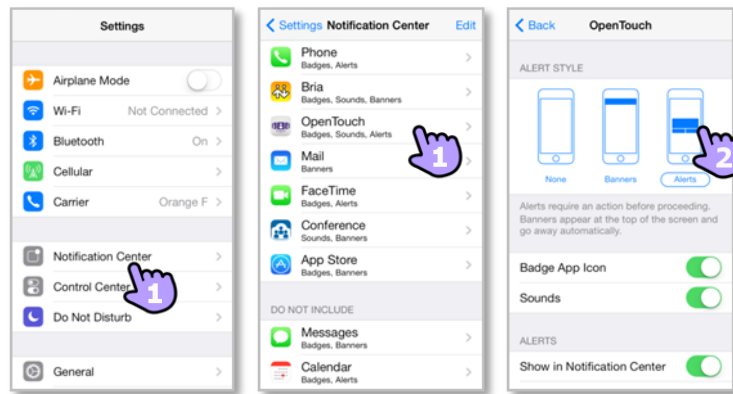 Settings
Airplane Mode
Wi-Fi Not Connected
Bluetooth On
Cellular
Carrier Orange F
Notification Center
Control Center
1
Do Not Disturb
General
Settings Notification Center Edit
Phone
Badges, Alerts
Bria
Badges, Sounds, Banners
OpenTouch
Badges, Sounds, Alerts
1
Mail
Banners
FaceTime
Badges, Alerts
Conference
Sounds, Banners
App Store
Badges, Banners
DO NOT INCLUDE
Messages
Badges, Banners
Calendar
Badges, Alerts
Back OpenTouch
ALERT STYLE
2
None Banners Alerts
Alerts require an action before proceeding.
Banners appear at the top of the screen and
go away automatically.
Badge App Icon
Sounds
ALERTS
Show in Notification Center